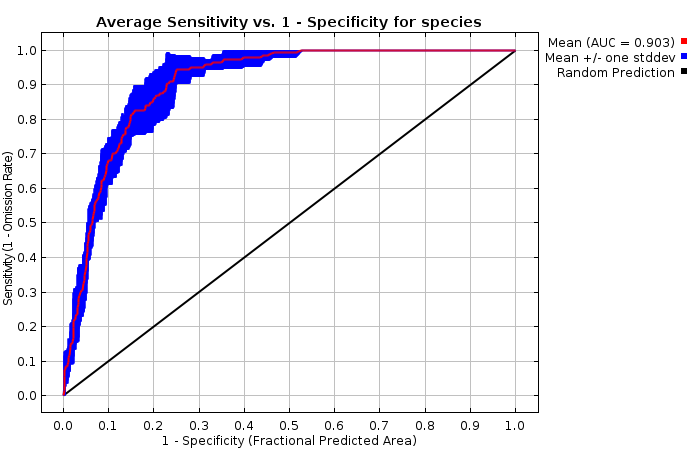 Average Sensitivity vs. 1 - Specificity for species
Mean (AUC = 0.903)
Mean +/- one stddev
Random Prediction
Sensitivity (1 - Omission Rate)
1.0
0.9
0.8
0.7
0.6
0.5
0.4
0.3
0.2
0.1
0.0
0.0 0.1 0.2 0.3 0.4 0.5 0.6 0.7 0.8 0.9 1.0
1 - Specificity (Fractional Predicted Area)